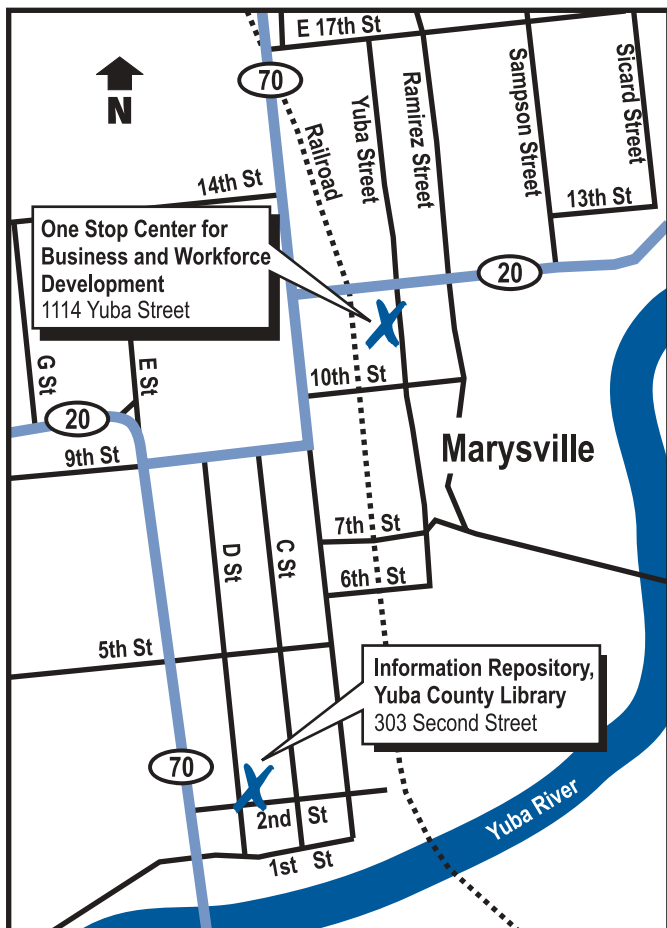 E 17th St
N
70
Railroad
Yuba Street
Ramirez Street
Sampson Street
Sicard Street
14th St
13th St
One Stop Center for
Business and Workforce
Development
1114 Yuba Street
20
G St
E St
10th St
20
9th St
Marysville
D St
C St
7th St
6th St
5th St
Information Repository,
Yuba County Library
303 Second Street
70
2nd St
Yuba River
1st St